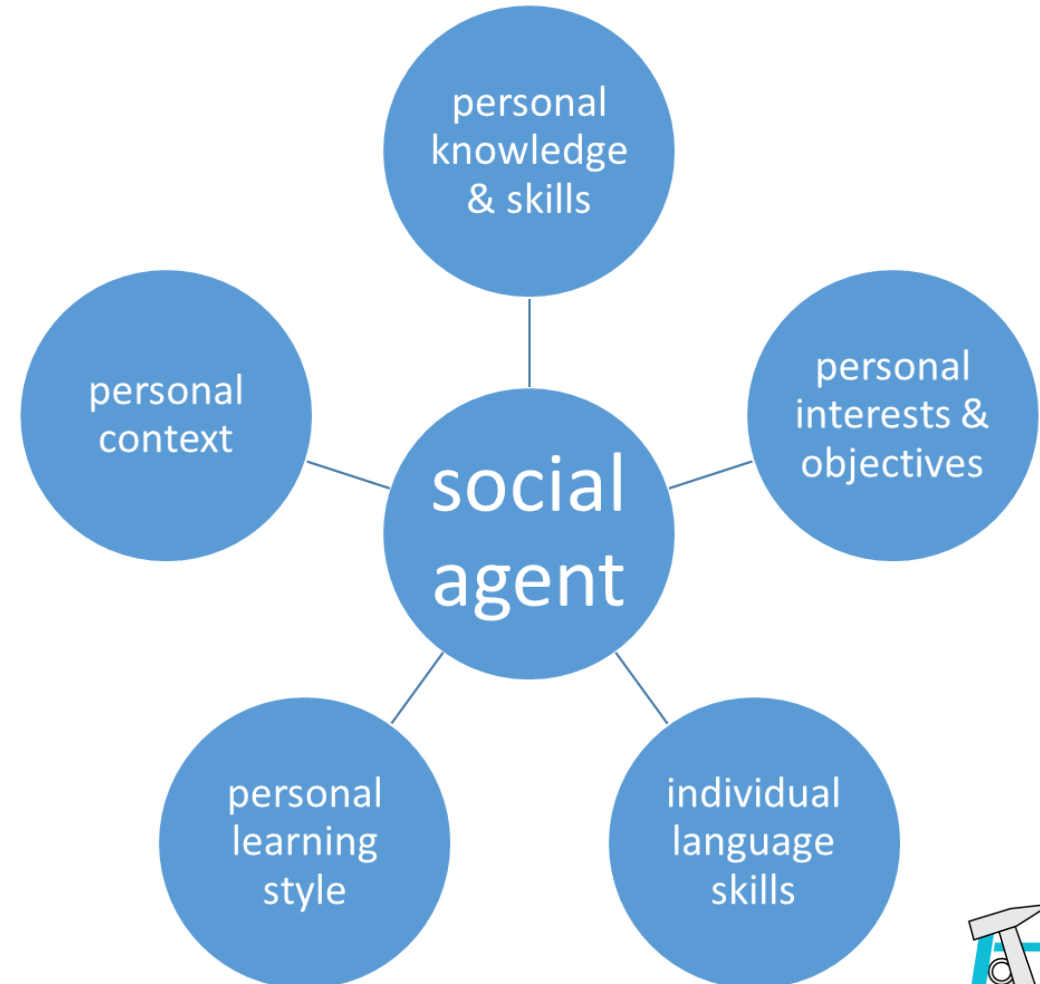 personal
knowledge
& skills
personal
context
personal
interests &
objectives
social
agent
personal
learning
style
individual
language
skills